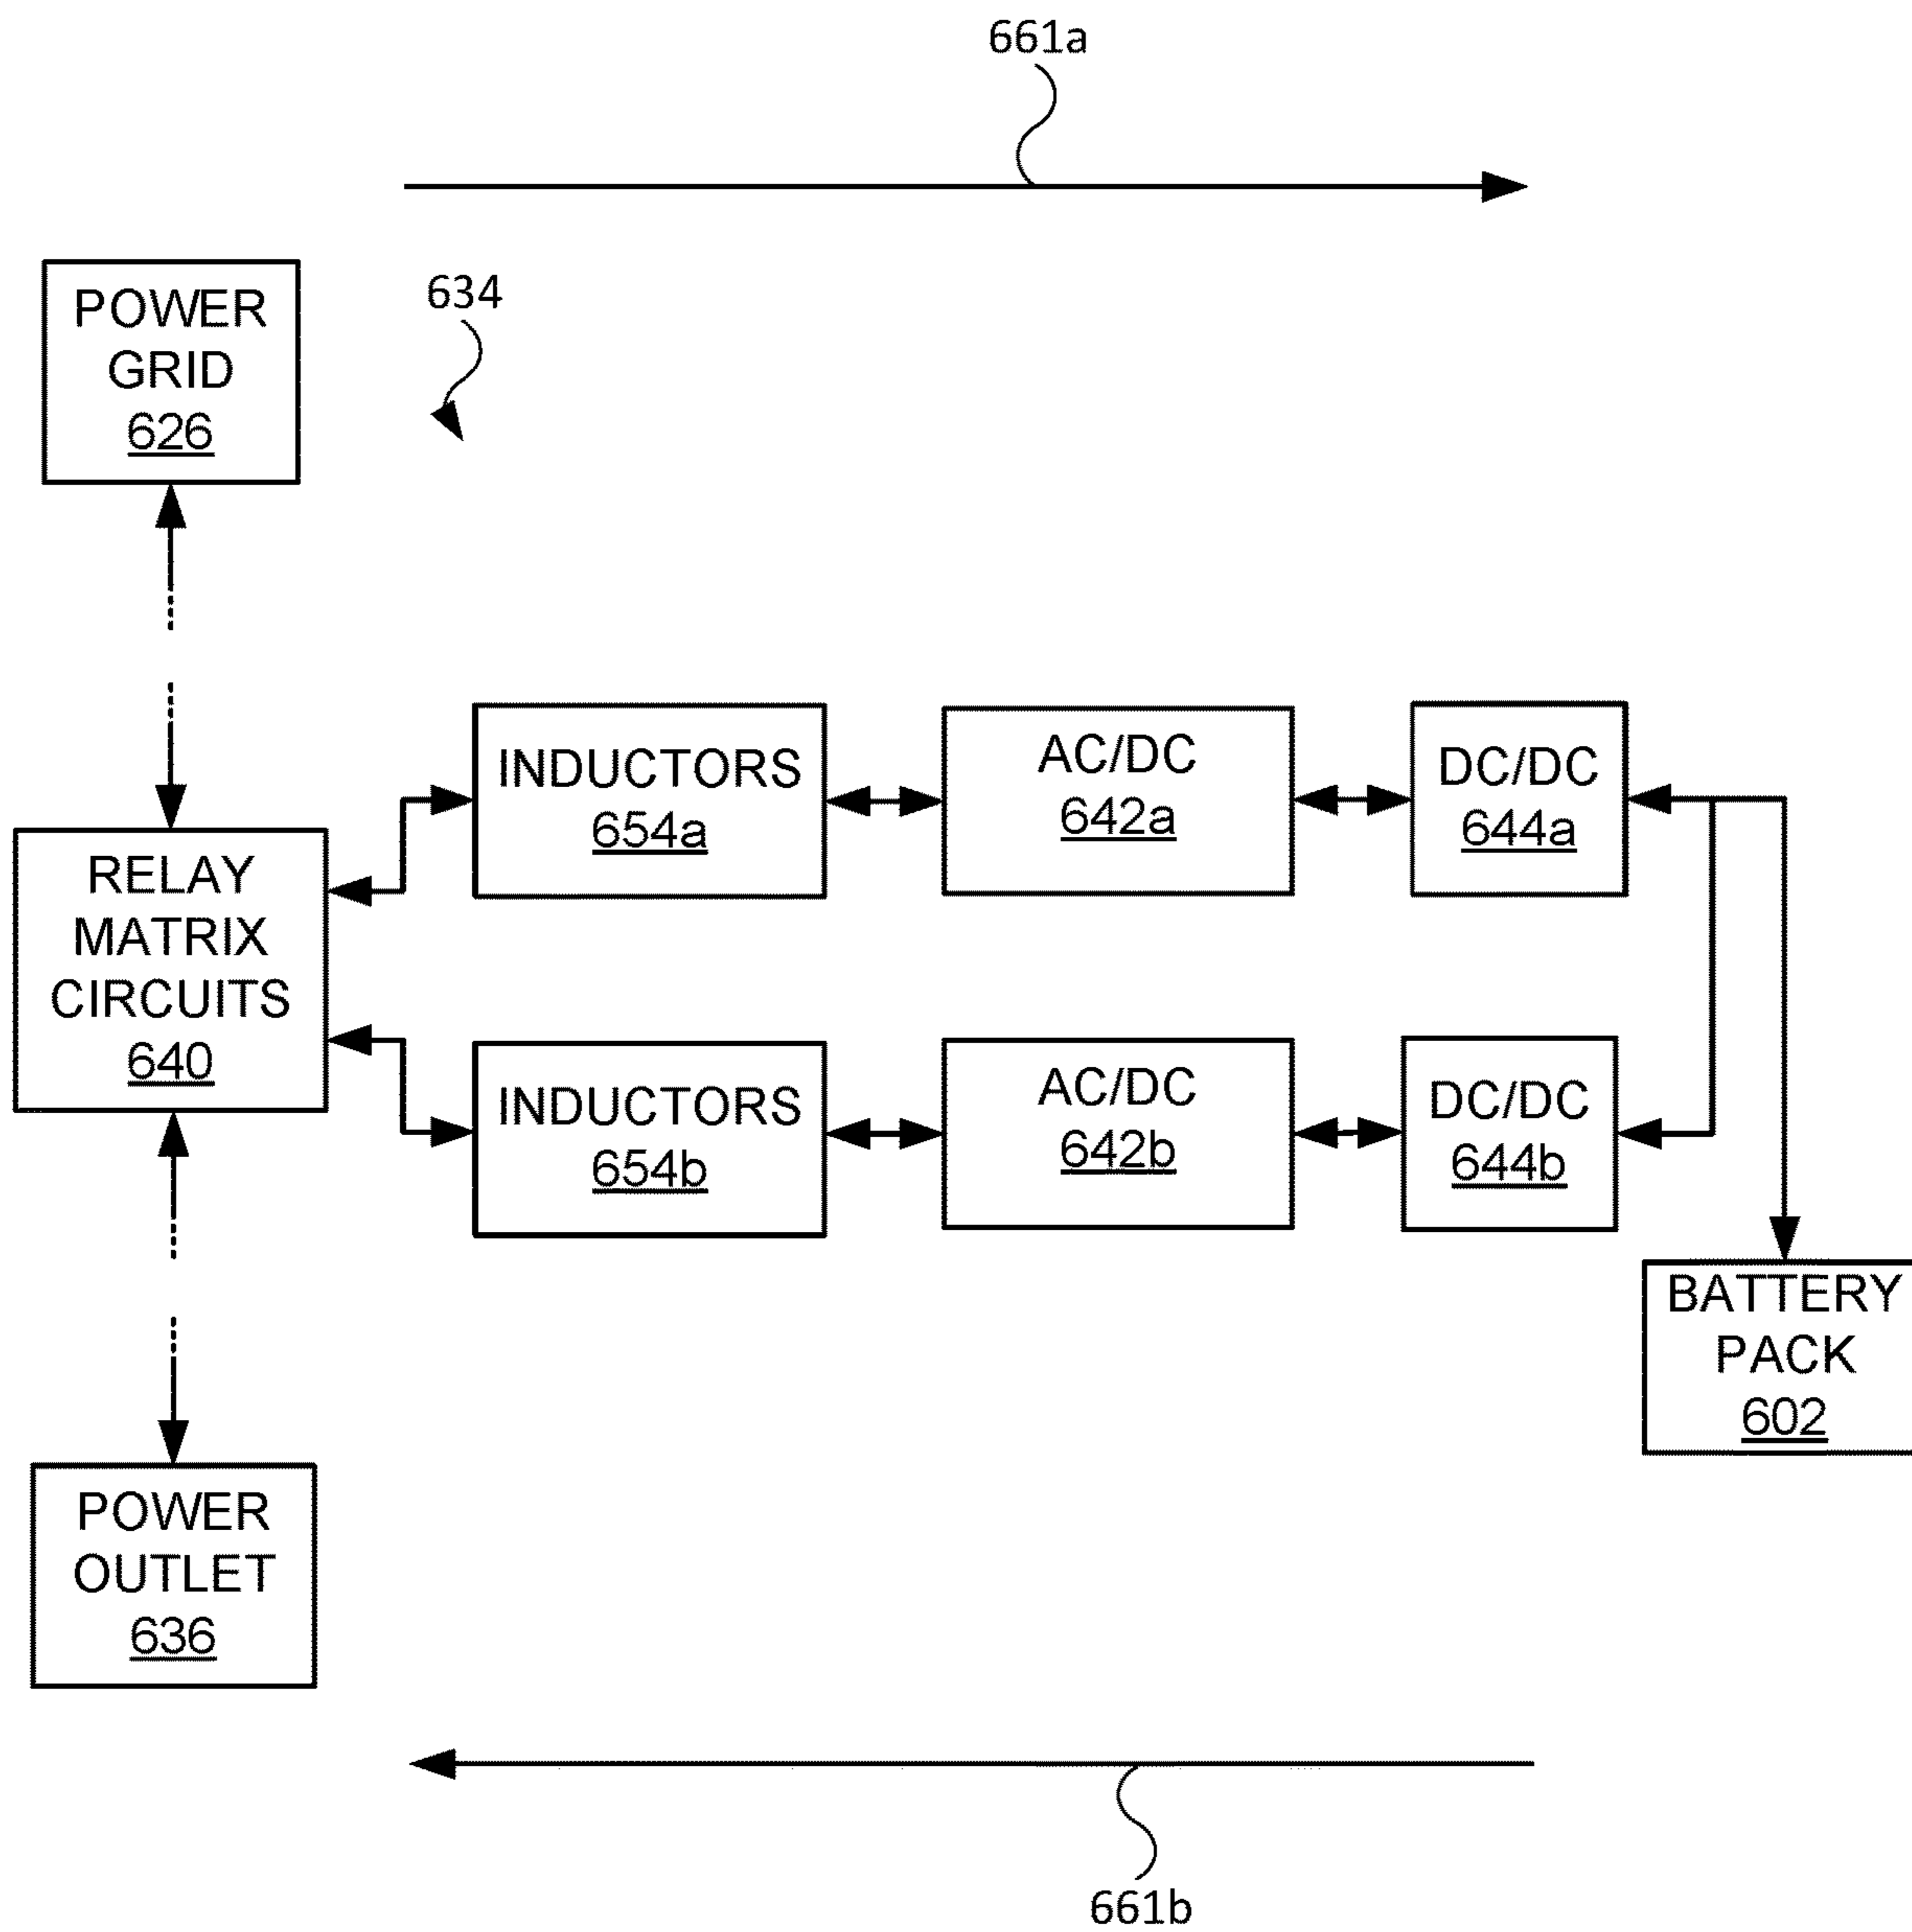 661a
634
POWER
GRID
626
INDUCTORS
654a
AC/DC
642a
DC/DC
644a
RELAY
MATRIX
CIRCUITS
640
INDUCTORS
654b
AC/DC
642b
DC/DC
644b
BATTERY
PACK
602
POWER
OUTLET
636
661b